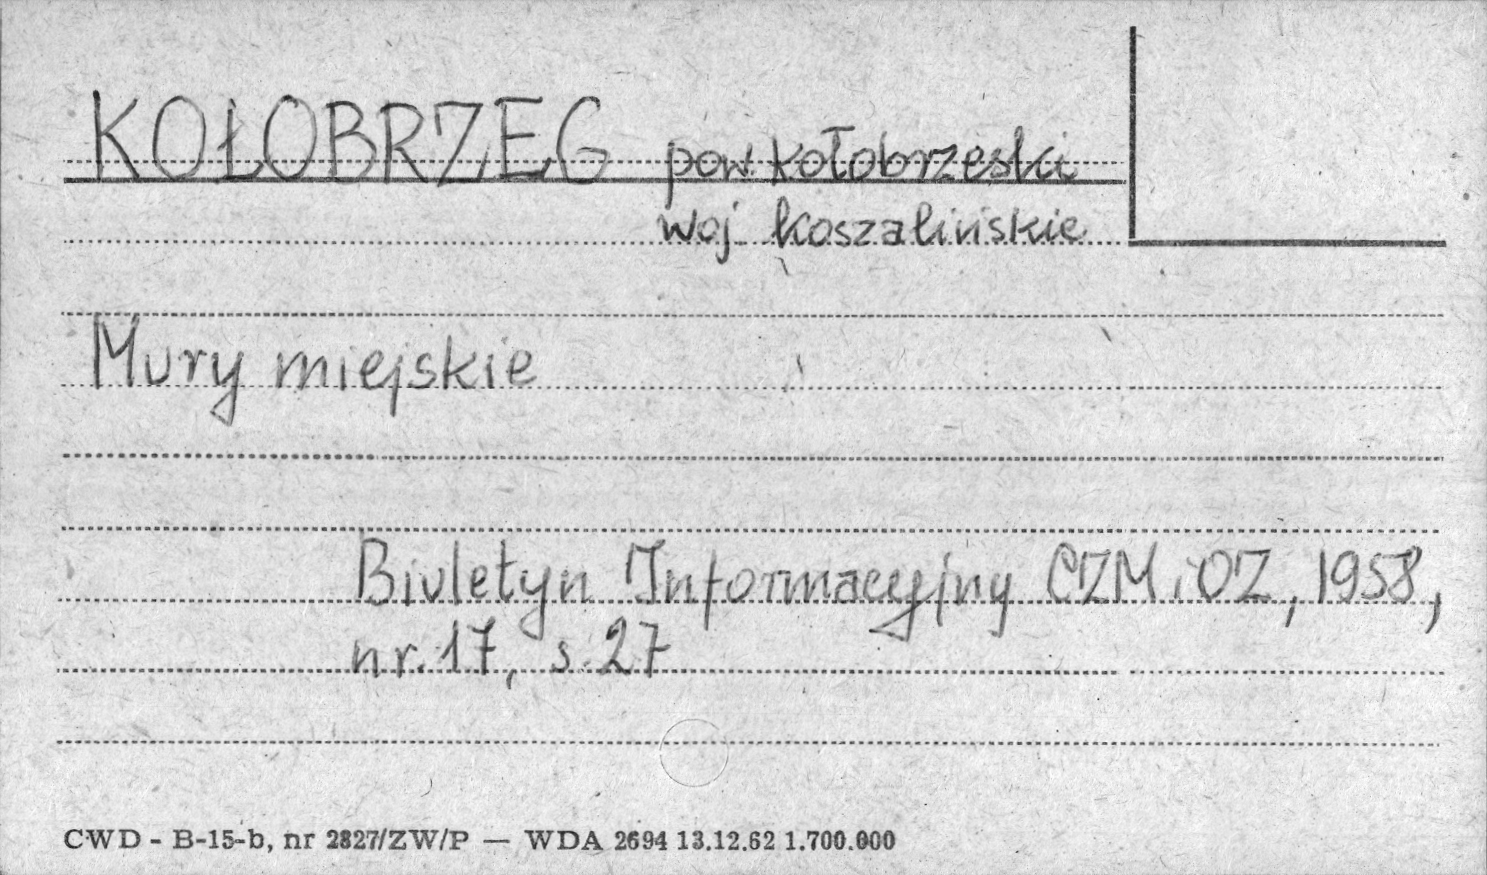 KOŁOBRZEG pow. kołobrzeski
woj. koszalińskie
Mury miejskie
Biuletyn Informacyjny CZM i OZ, 1958,
nr. 17, s. 27
CWD - B-15-b, nr 2827/ZW/P — WDA 2694 13.12.62 1.700.000